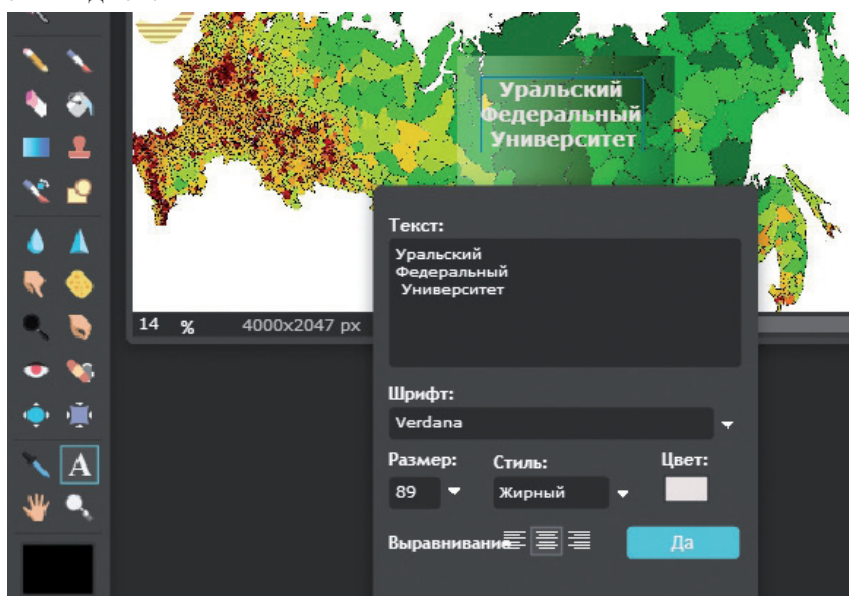 Уральский
Федеральный
Университет
Текст:
Уральский
Федеральный
Университет
14 % 4000x2047 px
Шрифт:
Verdana
Размер: Стиль: Цвет:
89 Жирный
Выравнивание
Да